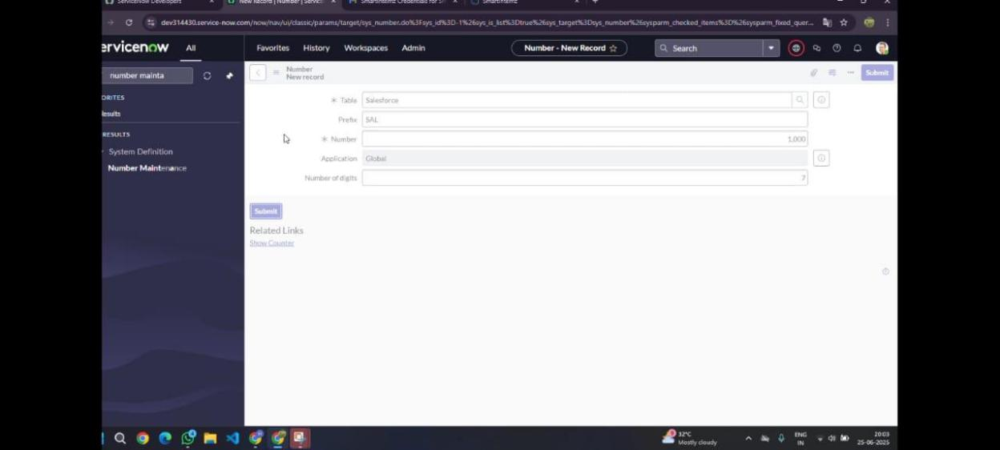 ServiceNow Developers
New Record | Number | Servic
SmartInternz Credentials for S
SmartInternz
dev314430.service-now.com/now/nav/ui/classic/params/target/sys_number.do%3Fsys_id%3D-1%26sys_is_list%3Dtrue%26sys_target%3Dsys_number%26sysparm_checked_items%3D%26sysparm_fixed_quer...
ervicenow All Favorites History Workspaces Admin Number - New Record Search
number mainta
Number
New record
Submit
ORITES
Results
RESULTS
System Definition
Number Maintenance
* Table Salesforce
Prefix SAL
* Number 1,000
Application Global
Number of digits 7
Submit
Related Links
Show Counter
32°C
Mostly cloudy
ENG
IN
20:03
25-06-2025